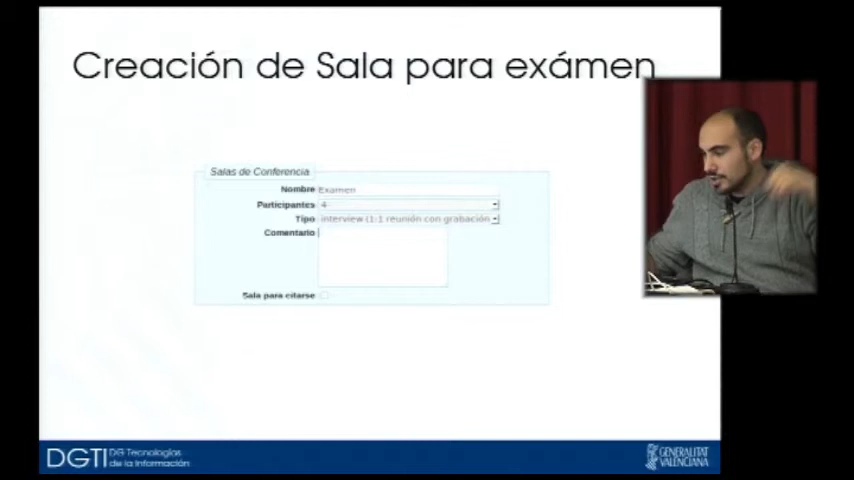 Creación de Sala para exámen
Salas de Conferencia
Nombre Examen
Participantes 4
Tipo interview (1:1 reunión con grabación
Comentario
Sala para citarse
DGTI DG Tecnologías
de la Información
GENERALITAT
VALENCIANA